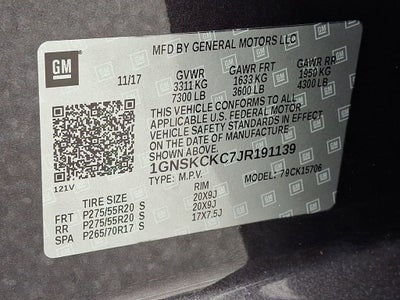 GM
MFD BY GENERAL MOTORS LLC
11/17 GVWR GAWR FRT GAWR RR
3311 KG 1633 KG 1950 KG
7300 LB 3600 LB 4300 LB
THIS VEHICLE CONFORMS TO ALL
APPLICABLE U.S. FEDERAL MOTOR
VEHICLE SAFETY STANDARDS IN EFFECT
ON THE DATE OF MANUFACTURE
SHOWN ABOVE.
1GNSKCKC7JR191139
TYPE: M.P.V. MODEL: 79CK15706
121V
TIRE SIZE RIM
FRT P275/55R20 S 20X9J
RR P275/55R20 S 20X9J
SPA P265/70R17 S 17X7.5J